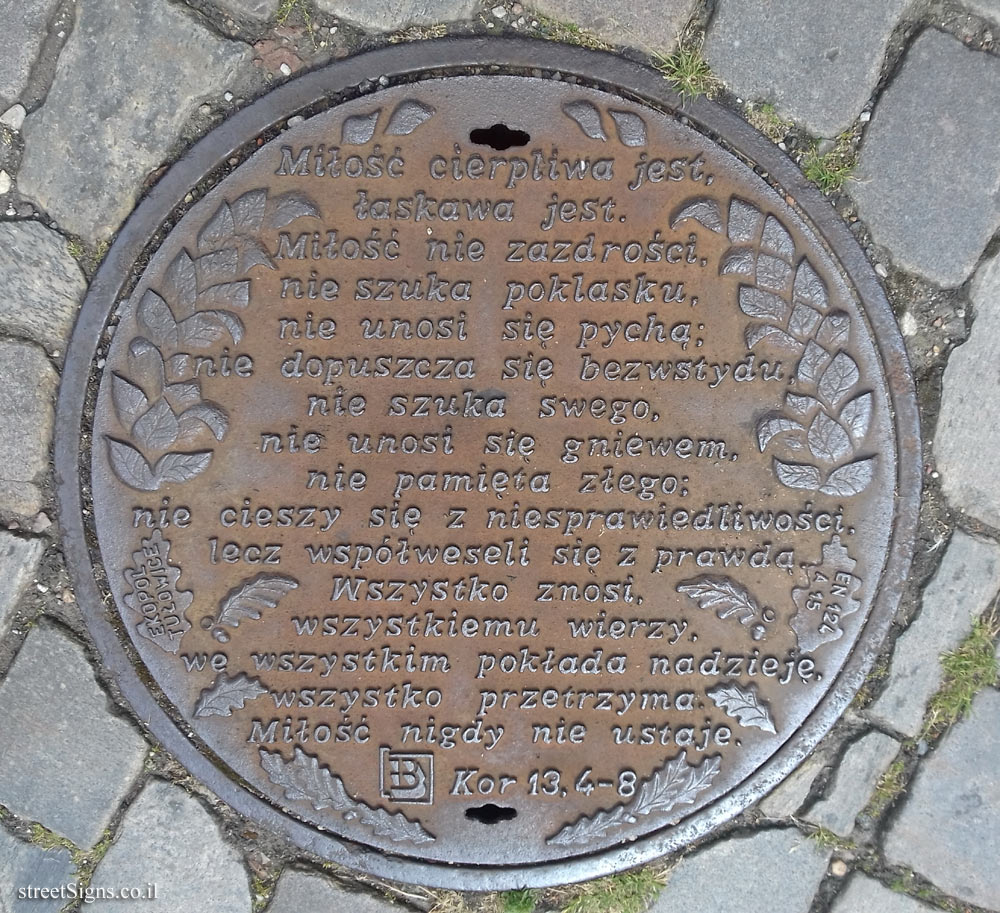 Miłość cierpliwa jest,
łaskawa jest.
Miłość nie zazdrości,
nie szuka poklasku,
nie unosi się pychą;
nie dopuszcza się bezwstydu,
nie szuka swego,
nie unosi się gniewem,
nie pamięta złego;
nie cieszy się z niesprawiedliwości,
lecz współweseli się z prawdą.
Wszystko znosi,
wszystkiemu wierzy,
we wszystkim pokłada nadzieję,
wszystko przetrzyma.
Miłość nigdy nie ustaje.
Kor 13, 4-8
EKOPOL
TUROWICE
EN 124
A 15
streetSigns.co.il